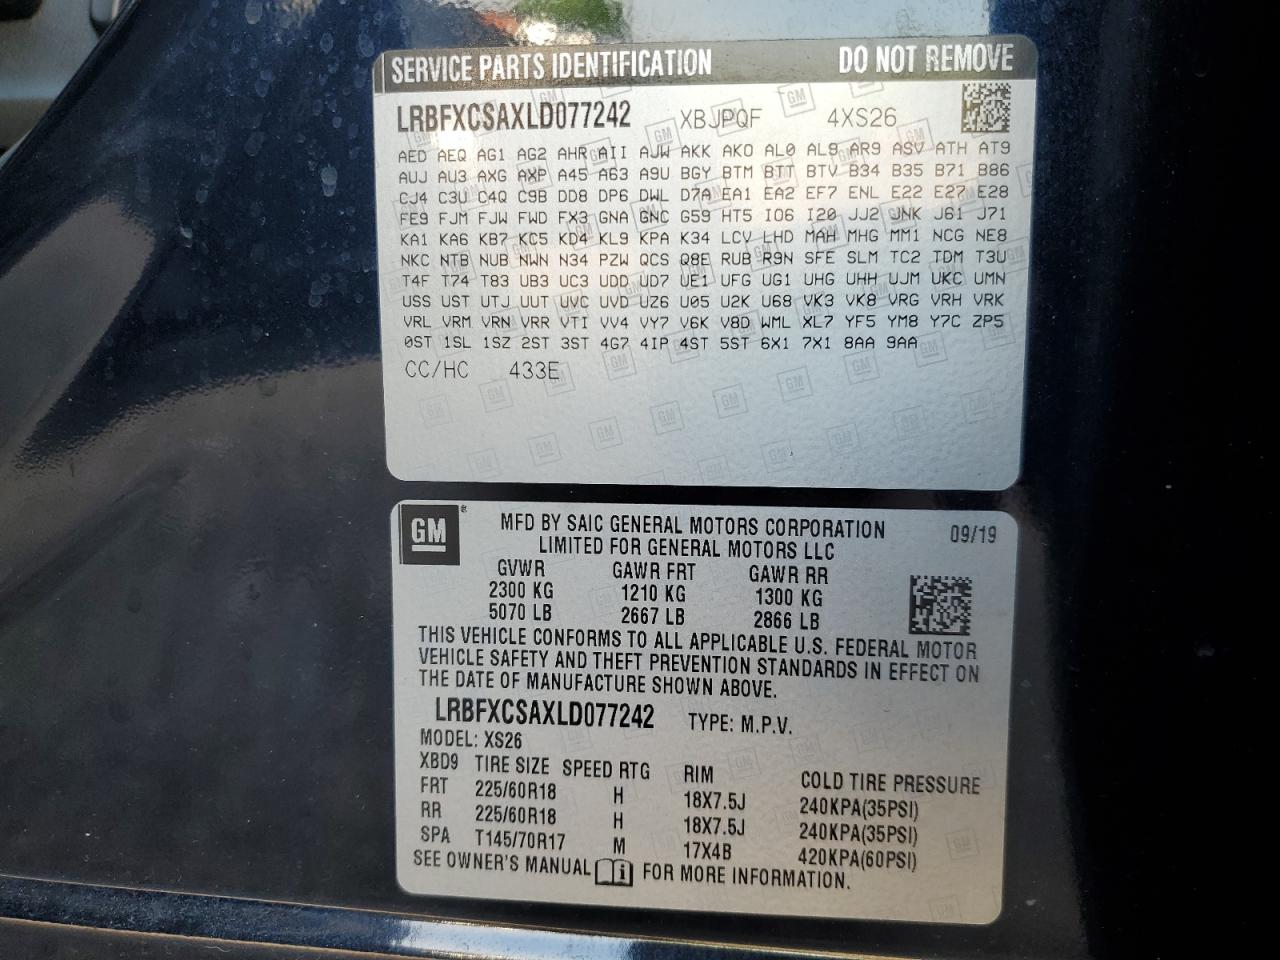 SERVICE PARTS IDENTIFICATION DO NOT REMOVE
LRBFXCSAXLD077242 XBJPQF 4XS26
AED AEQ AG1 AG2 AHR AII AJW AKK AKO AL0 AL9 AR9 ASV ATH AT9
AUJ AU3 AXG AXP A45 A63 A9U BGY BTM BTT BTV B34 B35 B71 B86
CJ4 C3U C4Q C9B DD8 DP6 DWL D7A EA1 EA2 EF7 ENL E22 E27 E28
FE9 FJM FJW FWD FX3 GNA GNC G59 HT5 IO6 I20 JJ2 JNK J61 J71
KA1 KA6 KB7 KC5 KD4 KL9 KPA K34 LCV LHD MAH MHG MM1 NCG NE8
NKC NTB NUB NWN N34 PZW QCS Q8E RUB R9N SFE SLM TC2 TDM T3U
T4F T74 T83 UB3 UC3 UDD UD7 UE1 UFG UG1 UHG UHH UJM UKC UMN
USS UST UTJ UUT UVC UVD UZ6 U05 U2K U68 VK3 VK8 VRG VRH VRK
VRL VRM VRN VRR VTI VV4 VY7 V6K V8D WML XL7 YF5 YM8 Y7C ZP5
0ST 1SL 1SZ 2ST 3ST 4G7 4IP 4ST 5ST 6X1 7X1 8AA 9AA
CC/HC 433E
GM ® MFD BY SAIC GENERAL MOTORS CORPORATION 09/19
LIMITED FOR GENERAL MOTORS LLC
GVWR GAWR FRT GAWR RR
2300 KG 1210 KG 1300 KG
5070 LB 2667 LB 2866 LB
THIS VEHICLE CONFORMS TO ALL APPLICABLE U.S. FEDERAL MOTOR
VEHICLE SAFETY AND THEFT PREVENTION STANDARDS IN EFFECT ON
THE DATE OF MANUFACTURE SHOWN ABOVE.
LRBFXCSAXLD077242 TYPE: M.P.V.
MODEL: XS26
XBD9 TIRE SIZE SPEED RTG RIM COLD TIRE PRESSURE
FRT 225/60R18 H 18X7.5J 240KPA(35PSI)
RR 225/60R18 H 18X7.5J 240KPA(35PSI)
SPA T145/70R17 M 17X4B 420KPA(60PSI)
SEE OWNER'S MANUAL i FOR MORE INFORMATION.